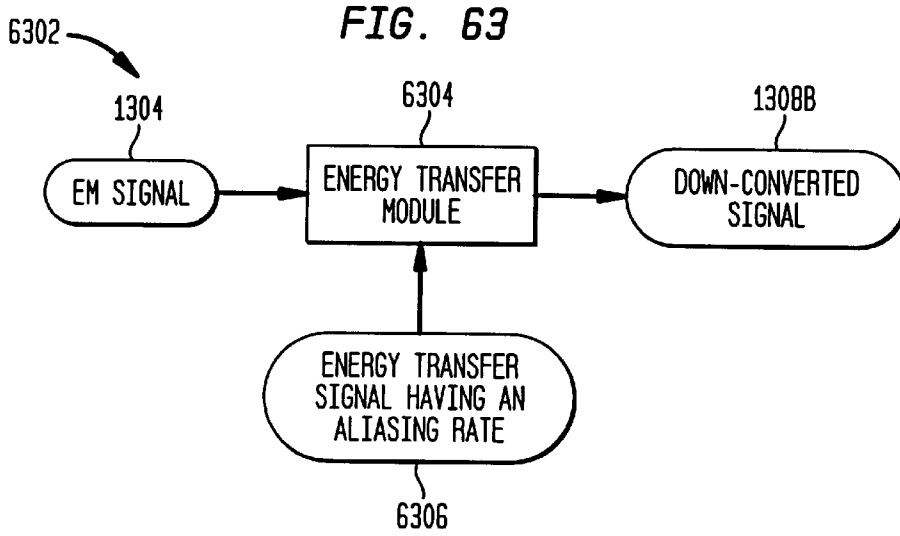 FIG. 63
6302
1304
6304
1308B
EM SIGNAL
ENERGY TRANSFER
MODULE
DOWN-CONVERTED
SIGNAL
ENERGY TRANSFER
SIGNAL HAVING AN
ALIASING RATE
6306